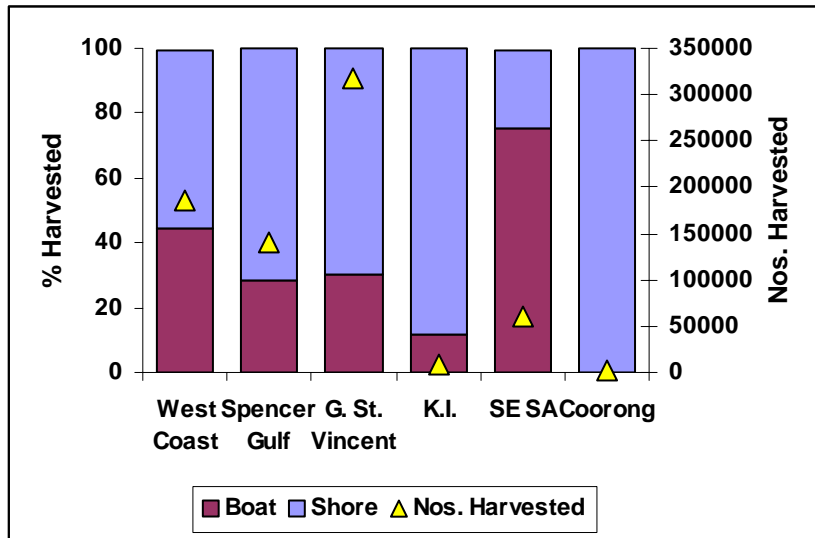 % Harvested
100
80
60
40
20
0
350000
300000
250000
200000
150000
100000
50000
0
Nos. Harvested
West Spencer G. St. K.I. SE SA Coorong
Coast Gulf Vincent
Boat Shore Nos. Harvested